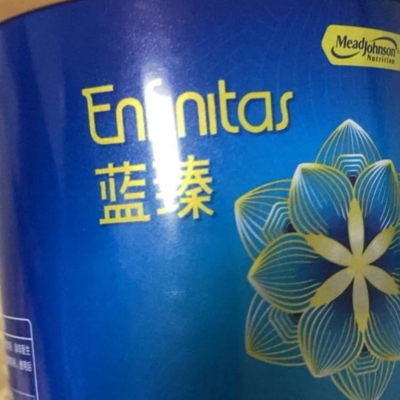 MeadJohnson
Nutrition
Enfinitas
蓝臻